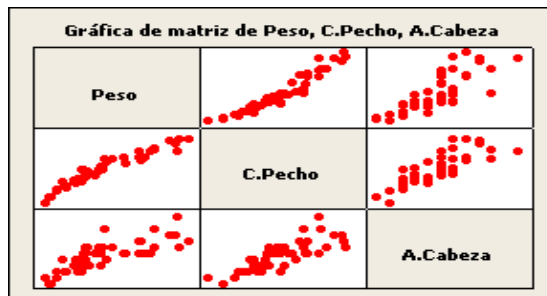 Gráfica de matriz de Peso, C.Pecho, A.Cabeza
Peso
C.Pecho
A.Cabeza